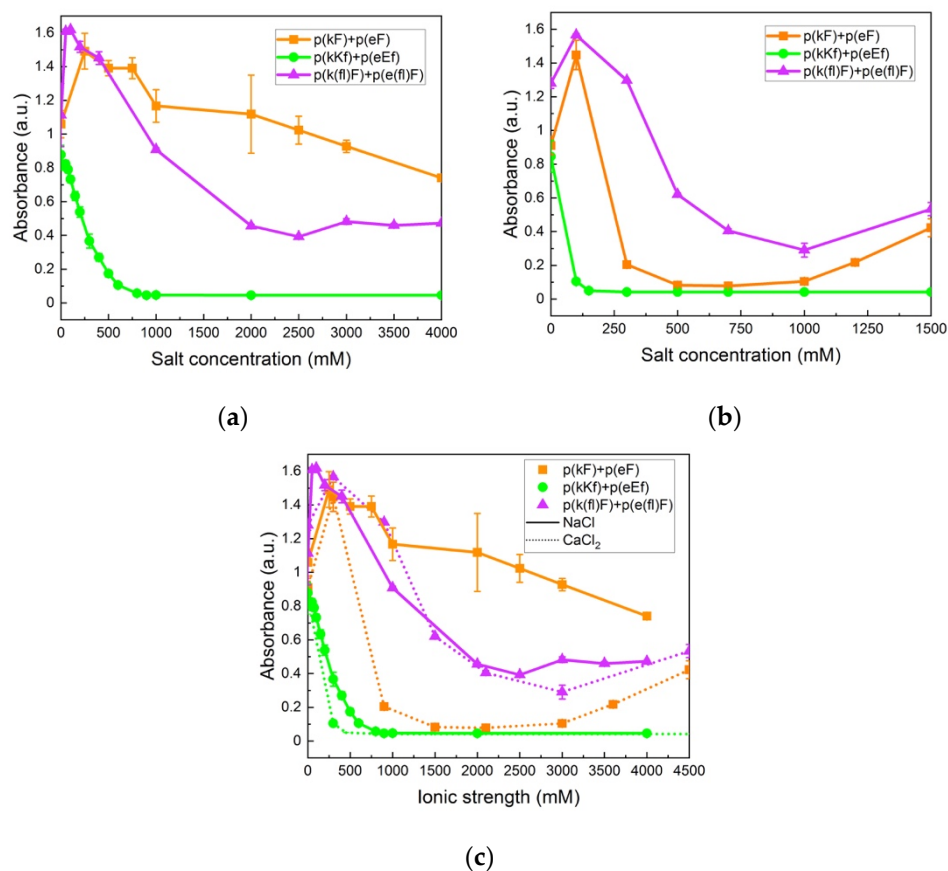 1.6
1.4
1.2
1
0.8
0.6
0.4
0.2
0
Absorbance (a.u.)
p(kF)+p(eF)
p(kKf)+p(eEf)
p(k(fl)F)+p(e(fl)F)
0 500 1000 1500 2000 2500 3000 3500 4000
Salt concentration (mM)
(a)
1.6
1.4
1.2
1
0.8
0.6
0.4
0.2
0
Absorbance (a.u.)
p(kF)+p(eF)
p(kKf)+p(eEf)
p(k(fl)F)+p(e(fl)F)
0 250 500 750 1000 1250 1500
Salt concentration (mM)
(b)
1.6
1.4
1.2
1
0.8
0.6
0.4
0.2
0
Absorbance (a.u.)
p(kF)+p(eF)
p(kKf)+p(eEf)
p(k(fl)F)+p(e(fl)F)
NaCl
CaCl₂
0 500 1000 1500 2000 2500 3000 3500 4000 4500
Ionic strength (mM)
(c)